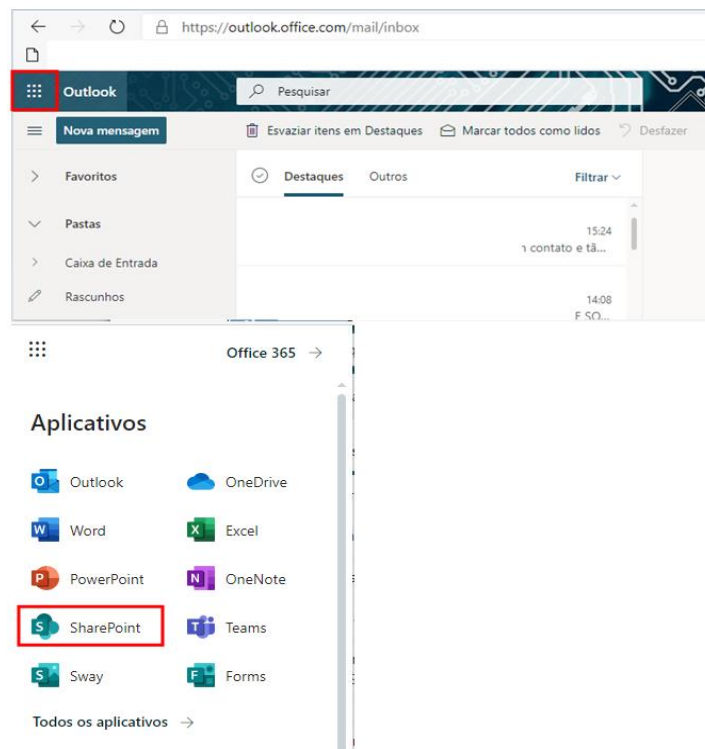 https://outlook.office.com/mail/inbox
Outlook
Pesquisar
Nova mensagem
Esvaziar itens em Destaques
Marcar todos como lidos
Desfazer
Favoritos
Destaques
Outros
Filtrar
Pastas
15:24
contato e tã...
Caixa de Entrada
Rascunhos
14:08
E SO...
Office 365
Aplicativos
Outlook
OneDrive
Word
Excel
PowerPoint
OneNote
SharePoint
Teams
Sway
Forms
Todos os aplicativos